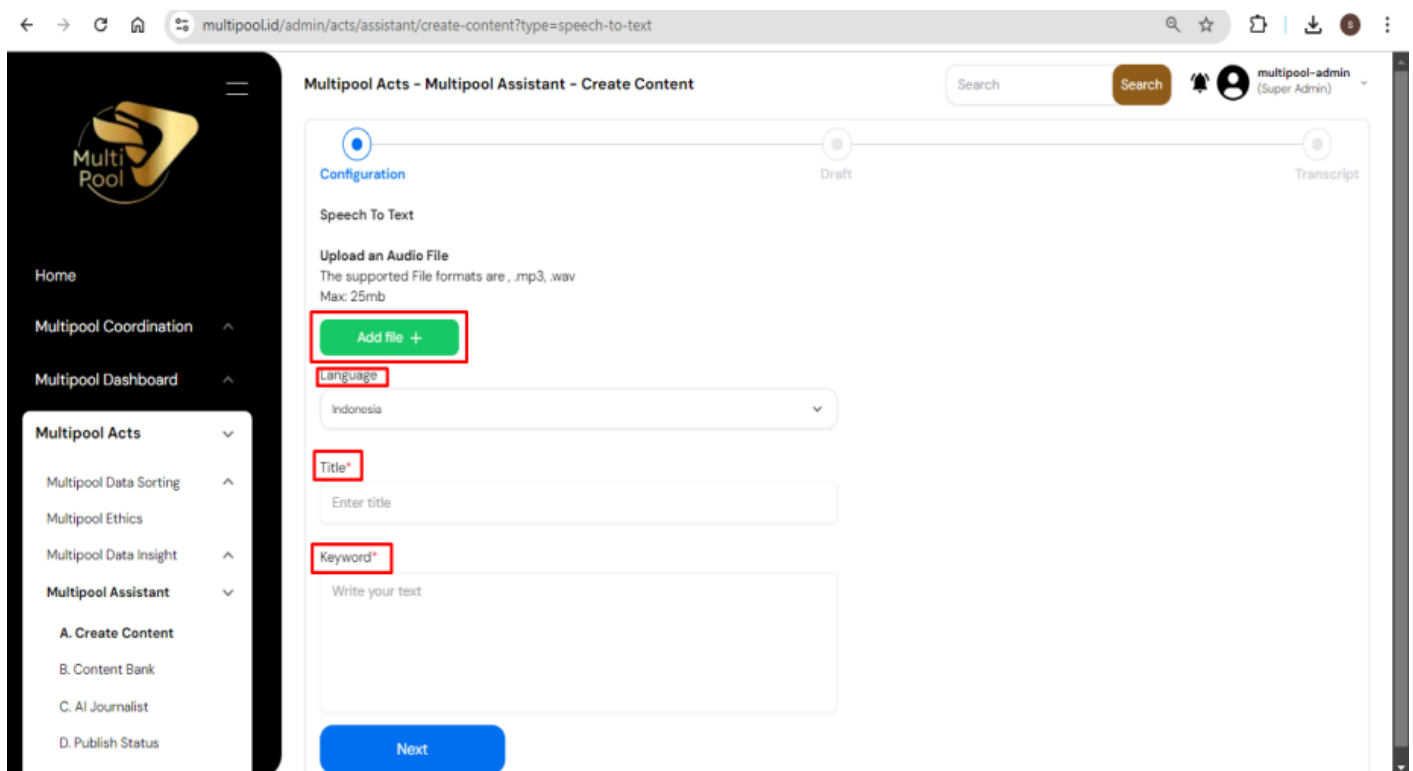 multipool.id/admin/acts/assistant/create-content?type=speech-to-text
S
Multi
Pool
Home
Multipool Coordination
Multipool Dashboard
Multipool Acts
Multipool Data Sorting
Multipool Ethics
Multipool Data Insight
Multipool Assistant
A. Create Content
B. Content Bank
C. AI Journalist
D. Publish Status
Multipool Acts - Multipool Assistant - Create Content
Search
Search
multipool-admin
(Super Admin)
Configuration
Draft
Transcript
Speech To Text
Upload an Audio File
The supported File formats are , .mp3, .wav
Max: 25mb
Add file +
Language
Indonesia
Title*
Enter title
Keyword*
Write your text
Next